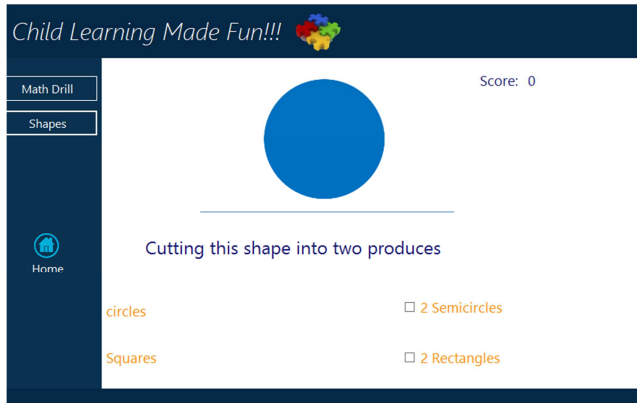 Child Learning Made Fun!!!
Math Drill
Shapes
Home
Score: 0
Cutting this shape into two produces
circles
2 Semicircles
Squares
2 Rectangles